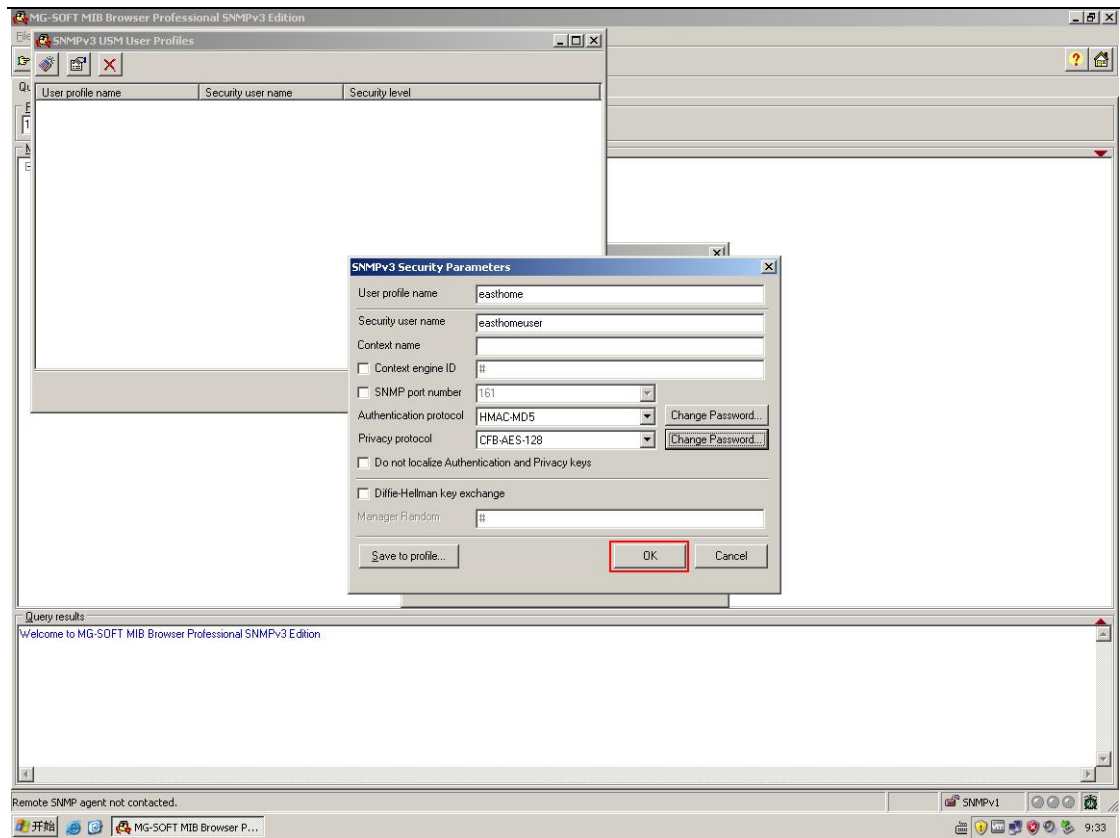 MG-SOFT MIB Browser Professional SNMPv3 Edition
SNMPv3 USM User Profiles
User profile name Security user name Security level
SNMPv3 Security Parameters
User profile name easthome
Security user name easthomeuser
Context name
Context engine ID #
SNMP port number 161
Authentication protocol HMAC-MD5 Change Password...
Privacy protocol CFB-AES-128 Change Password...
Do not localize Authentication and Privacy keys
Diffie-Hellman key exchange
Manager Random #
Save to profile... OK Cancel
Query results
Welcome to MG-SOFT MIB Browser Professional SNMPv3 Edition
Remote SNMP agent not contacted. SNMPv1
开始 MG-SOFT MIB Browser P... 9:33